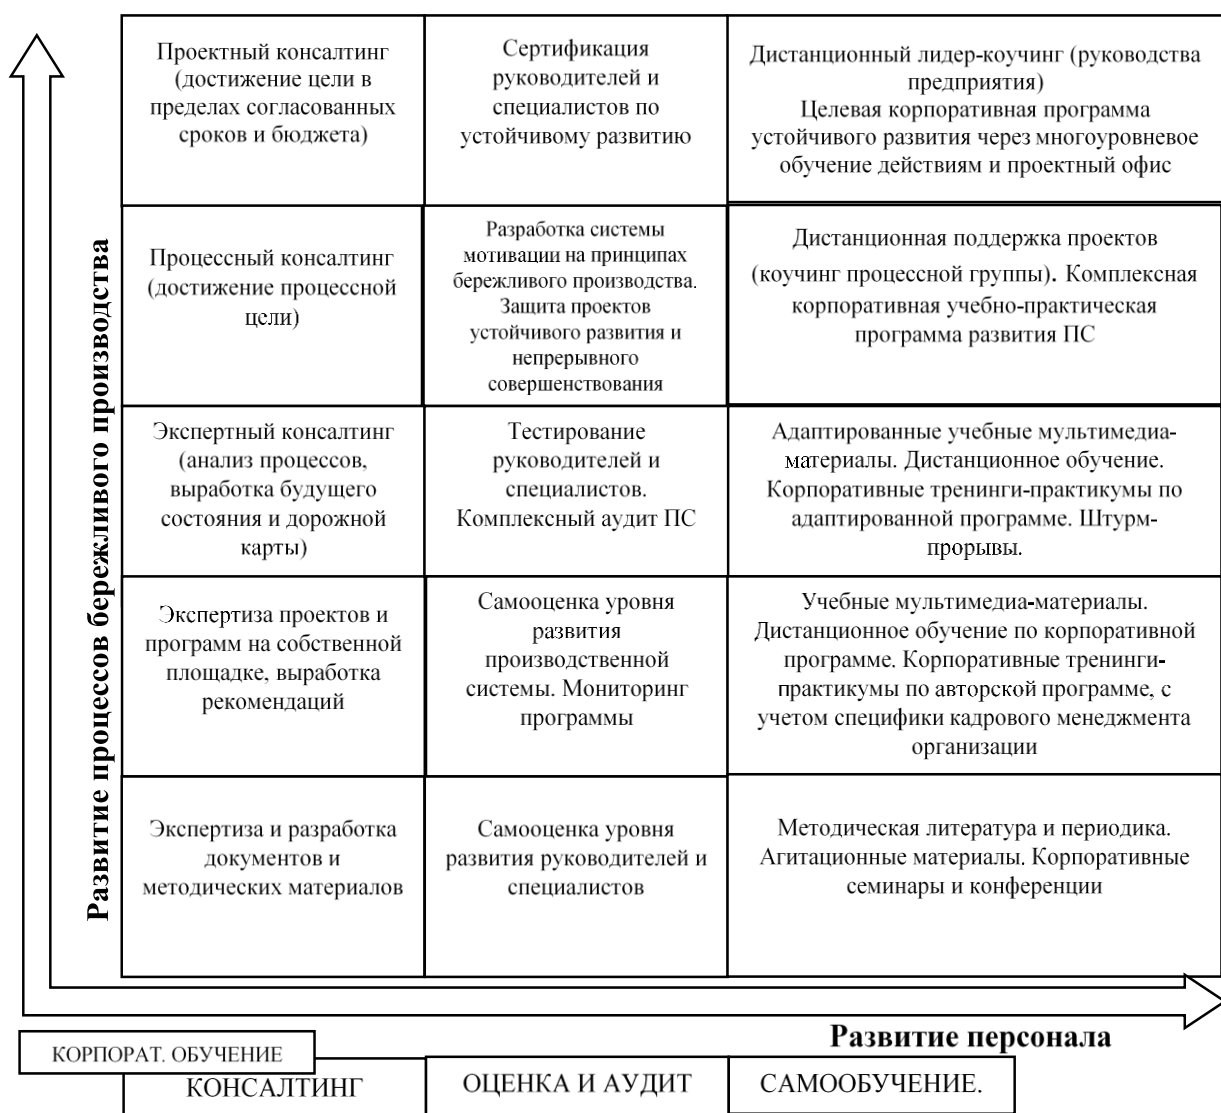 Проектный консалтинг
(достижение цели в
пределах согласованных
сроков и бюджета)
Сертификация
руководителей и
специалистов по
устойчивому развитию
Дистанционный лидер-коучинг (руководства
предприятия)
Целевая корпоративная программа
устойчивого развития через многоуровневое
обучение действиям и проектный офис
Процессный консалтинг
(достижение процессной
цели)
Разработка системы
мотивации на принципах
бережливого производства.
Защита проектов
устойчивого развития и
непрерывного
совершенствования
Дистанционная поддержка проектов
(коучинг процессной группы). Комплексная
корпоративная учебно-практическая
программа развития ПС
Экспертный консалтинг
(анализ процессов,
выработка будущего
состояния и дорожной
карты)
Тестирование
руководителей и
специалистов.
Комплексный аудит ПС
Адаптированные учебные мультимедиа-
материалы. Дистанционное обучение.
Корпоративные тренинги-практикумы по
адаптированной программе. Штурм-
прорывы.
Экспертиза проектов и
программ на собственной
площадке, выработка
рекомендаций
Самооценка уровня
развития
производственной
системы. Мониторинг
программы
Учебные мультимедиа-материалы.
Дистанционное обучение по корпоративной
программе. Корпоративные тренинги-
практикумы по авторской программе, с
учетом специфики кадрового менеджмента
организации
Экспертиза и разработка
документов и
методических материалов
Самооценка уровня
развития руководителей и
специалистов
Методическая литература и периодика.
Агитационные материалы. Корпоративные
семинары и конференции
Развитие процессов бережливого производства
Развитие персонала
КОРПОРАТ. ОБУЧЕНИЕ
КОНСАЛТИНГ
ОЦЕНКА И АУДИТ
САМООБУЧЕНИЕ.